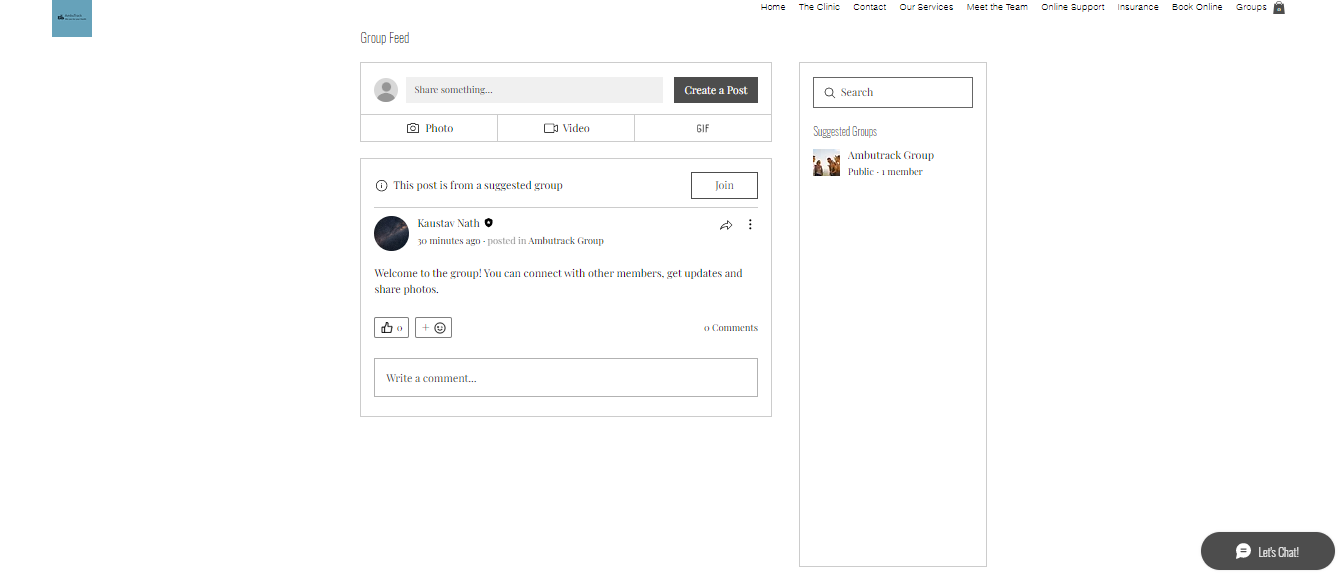 Home The Clinic Contact Our Services Meet the Team Online Support Insurance Book Online Groups
Group Feed
Share something...
Create a Post
Photo
Video
GIF
Search
Suggested Groups
Ambutrack Group
Public · 1 member
This post is from a suggested group
Join
Kaustav Nath
30 minutes ago · posted in Ambutrack Group
Welcome to the group! You can connect with other members, get updates and
share photos.
0
+
0 Comments
Write a comment...
Let's Chat!